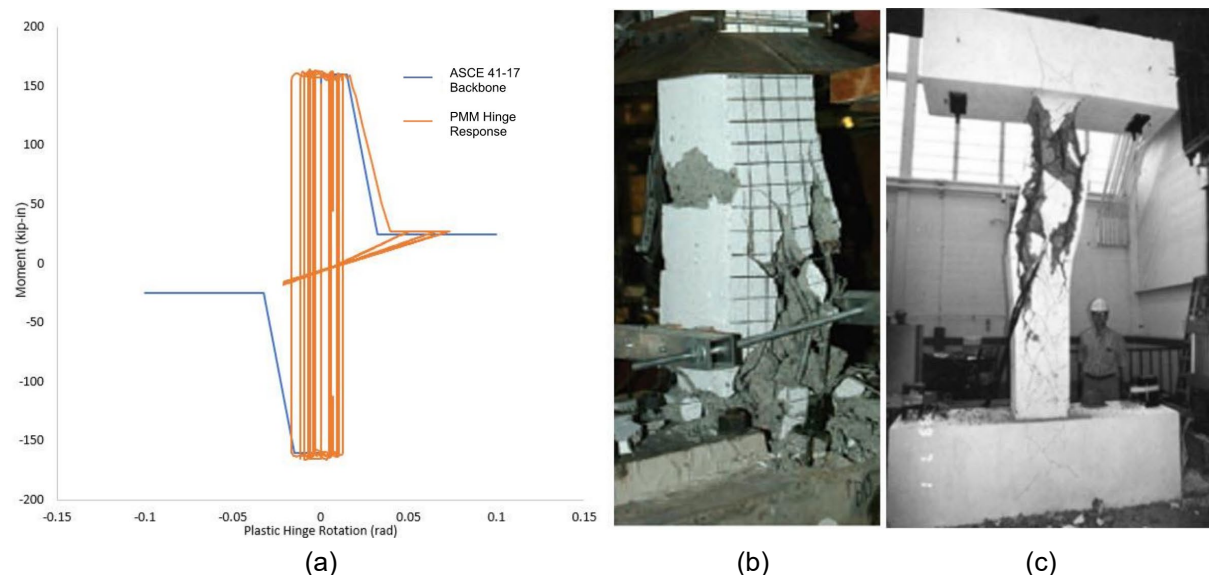 200
150
100
50
0
-50
-100
-150
-200
Moment (kip-in)
ASCE 41-17
Backbone
PMM Hinge
Response
-0.15
-0.1
-0.05
0
0.05
0.1
0.15
Plastic Hinge Rotation (rad)
(a)
(b)
(c)